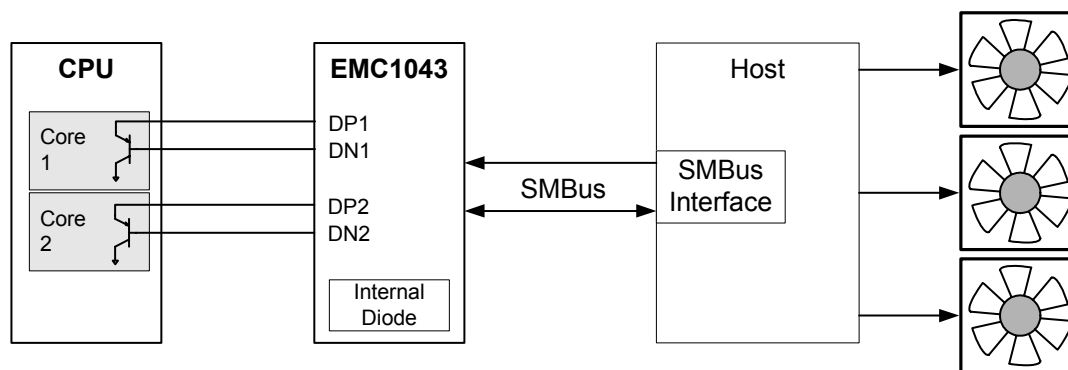 CPU
Core
1
Core
2
EMC1043
DP1
DN1
DP2
DN2
Internal
Diode
SMBus
Host
SMBus
Interface